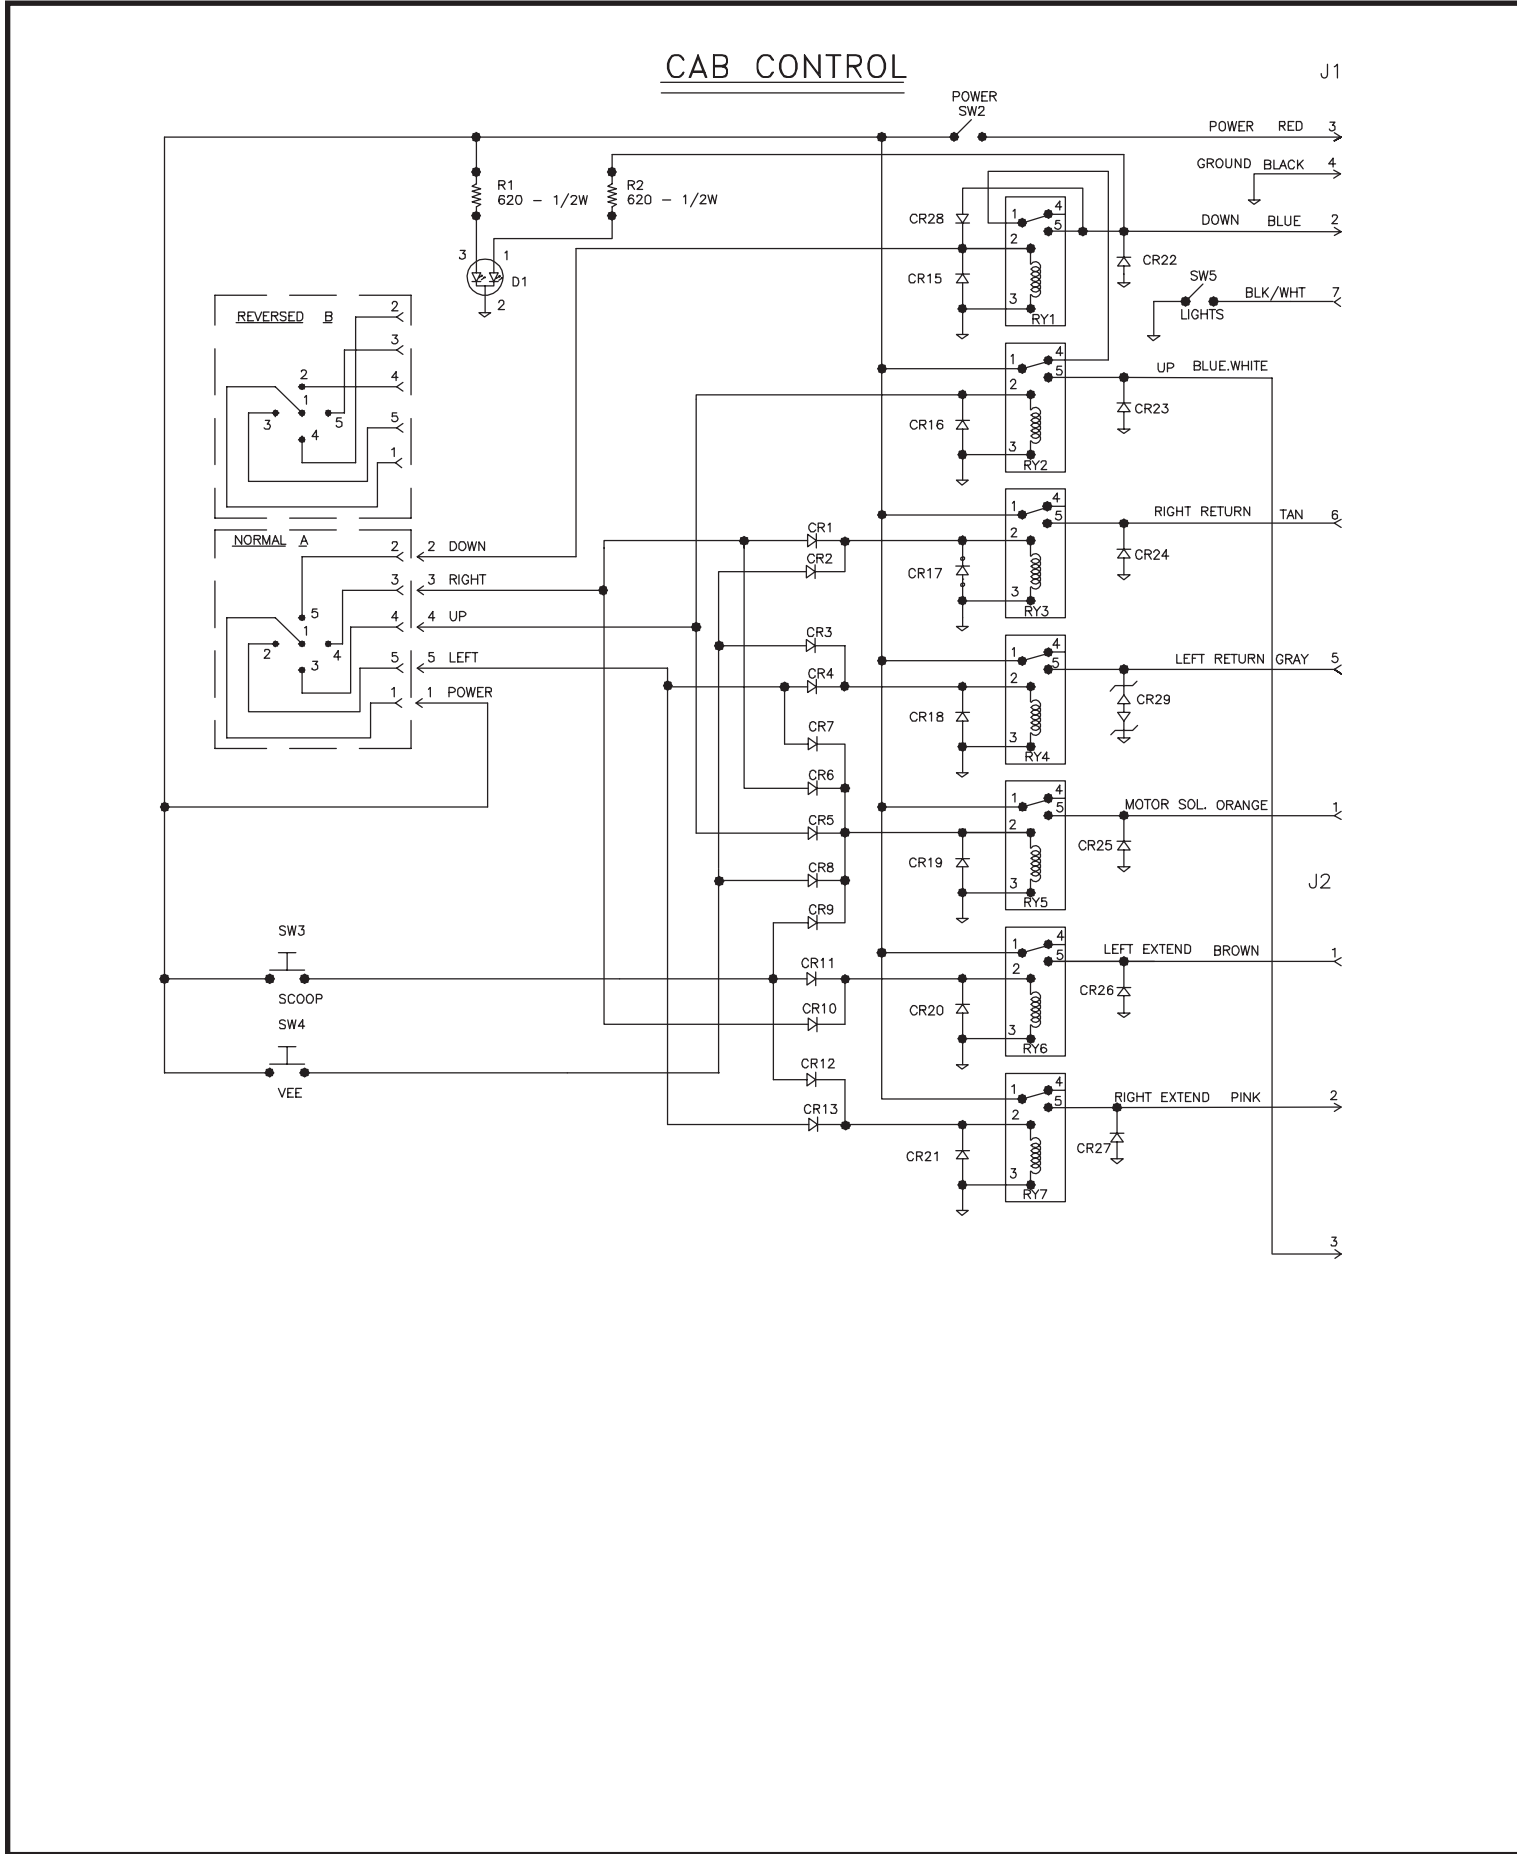 CAB CONTROL
J1
POWER
SW2
POWER RED 3
GROUND BLACK 4
R1
620 - 1/2W
R2
620 - 1/2W
CR28
1
4
5
2
3
RY1
DOWN BLUE 2
CR15
CR22
3
1
D1
2
SW5
LIGHTS
BLK/WHT 7
REVERSED B
2
3
4
5
1
2
1
3
4
5
1
4
5
2
3
RY2
UP BLUE.WHITE
CR16
CR23
NORMAL A
2
3
4
5
1
5
1
2
3
4
2 DOWN
3 RIGHT
4 UP
5 LEFT
1 POWER
CR1
CR2
CR17
1
4
5
2
3
RY3
RIGHT RETURN TAN 6
CR24
CR3
CR4
CR18
1
4
5
2
3
RY4
LEFT RETURN GRAY 5
CR29
CR7
CR6
CR5
CR8
CR9
CR19
1
4
5
2
3
RY5
MOTOR SOL. ORANGE 1
CR25
J2
SW3
SCOOP
CR11
CR10
CR20
1
4
5
2
3
RY6
LEFT EXTEND BROWN 1
CR26
SW4
VEE
CR12
CR13
CR21
1
4
5
2
3
RY7
RIGHT EXTEND PINK 2
CR27
3